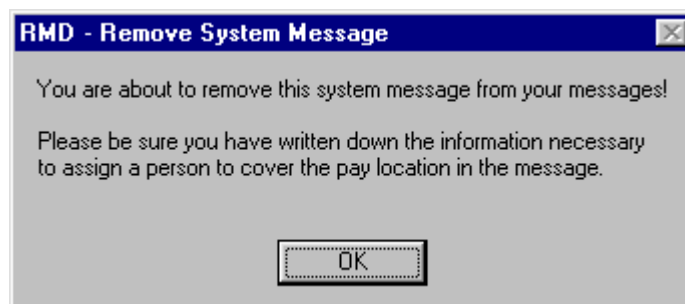 RMD - Remove System Message
You are about to remove this system message from your messages!
Please be sure you have written down the information necessary
to assign a person to cover the pay location in the message.
OK